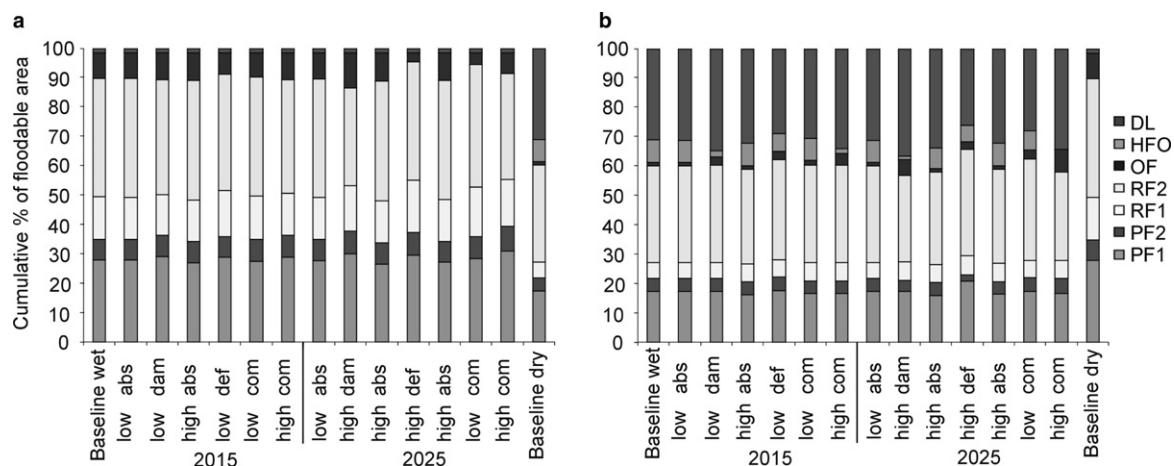 a
Cumulative % of floodable area
100
90
80
70
60
50
40
30
20
10
0
Baseline wet
low abs
low dam
high abs
low def
low com
high com
low abs
high dam
high abs
high def
high abs
low com
high com
Baseline dry
2015
2025
b
100
90
80
70
60
50
40
30
20
10
0
Baseline wet
low abs
low dam
high abs
low def
low com
high com
low abs
high dam
high abs
high def
high abs
low com
high com
Baseline dry
2015
2025
DL
HFO
OF
RF2
RF1
PF2
PF1